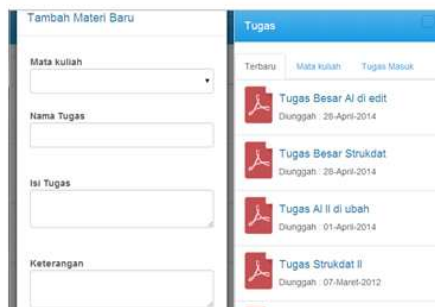 Tambah Materi Baru
Mata kuliah
Nama Tugas
Isi Tugas
Keterangan
Tugas
Terbaru
Mata kuliah
Tugas Masuk
Tugas Besar AI di edit
Diunggah : 28-April-2014
Tugas Besar Strukdat
Diunggah : 28-April-2014
Tugas AI II di ubah
Diunggah : 01-April-2014
Tugas Strukdat II
Diunggah : 07-Maret-2012